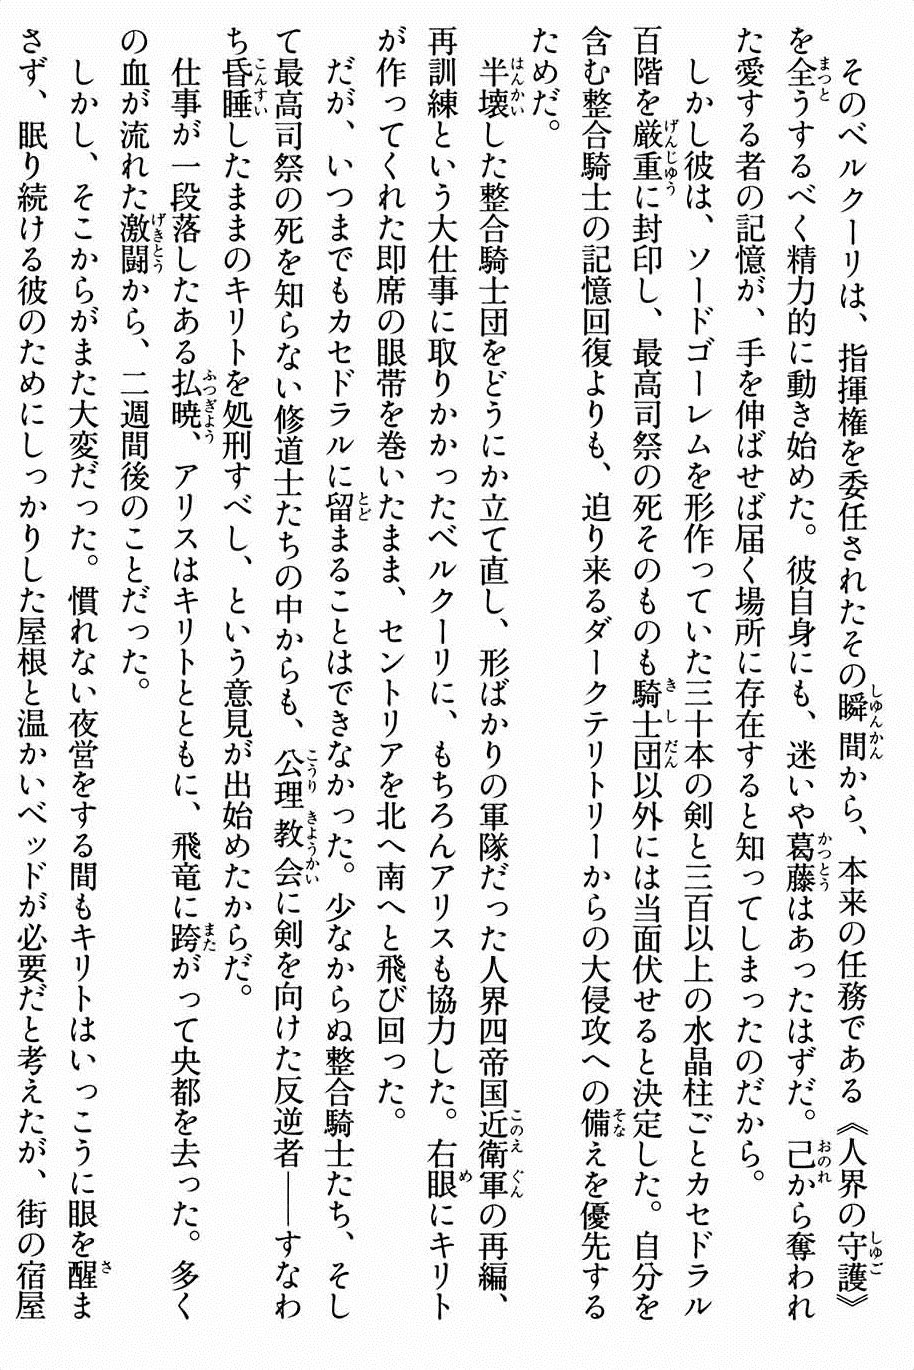 そのベルクーリは、指揮権を委任されたその瞬間から、本来の任務である《人界の守護》
を全うするべく精力的に動き始めた。彼自身にも、迷いや葛藤はあったはずだ。己から奪われ
た愛する者の記憶が、手を伸ばせば届く場所に存在すると知ってしまったのだから。
しかし彼は、ソードゴーレムを形作っていた三十本の剣と三百以上の水晶柱ごとカセドラル
百階を厳重に封印し、最高司祭の死そのものも騎士団以外には当面伏せると決定した。自分を
含む整合騎士の記憶回復よりも、迫り来るダークテリトリーからの大侵攻への備えを優先する
ためだ。
半壊した整合騎士団をどうにか立て直し、形ばかりの軍隊だった人界四帝国近衛軍の再編、
再訓練という大仕事に取りかかったベルクーリに、もちろんアリスも協力した。右眼にキリト
が作ってくれた即席の眼帯を巻いたまま、セントリアを北へ南へと飛び回った。
だが、いつまでもカセドラルに留まることはできなかった。少なからぬ整合騎士たち、そし
て最高司祭の死を知らない修道士たちの中からも、公理教会に剣を向けた反逆者――すなわ
ち昏睡したままのキリトを処刑すべし、という意見が出始めたからだ。
仕事が一段落したある払暁、アリスはキリトとともに、飛竜に跨がって央都を去った。多く
の血が流れた激闘から、二週間後のことだった。
しかし、そこからがまた大変だった。慣れない夜営をする間もキリトはいっこうに眼を醒ま
さず、眠り続ける彼のためにしっかりした屋根と温かいベッドが必要だと考えたが、街の宿屋